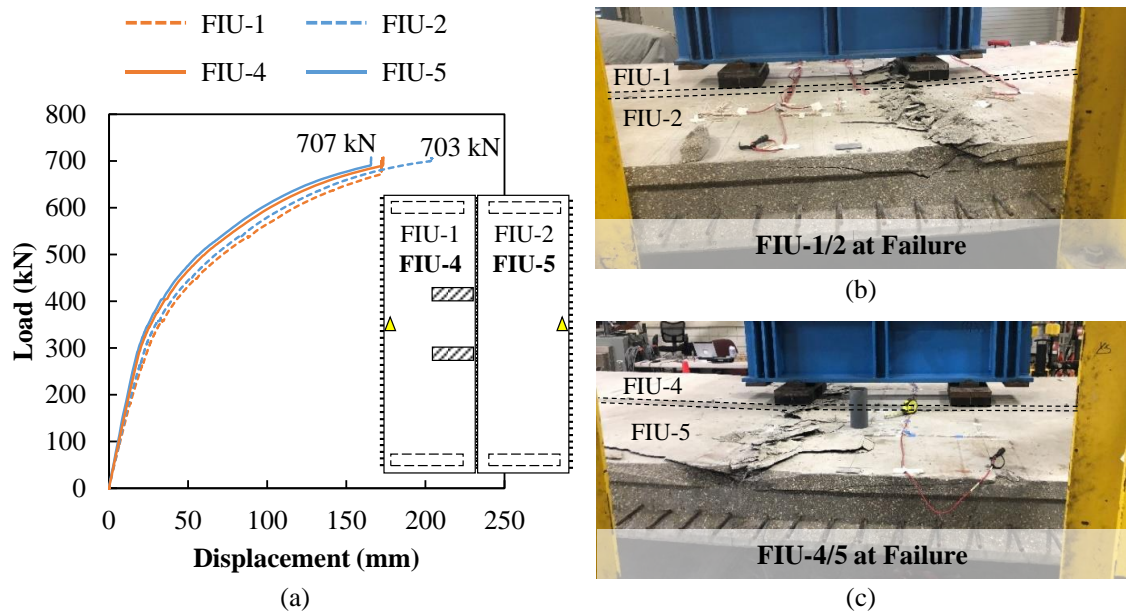 FIU-1 FIU-2
FIU-4 FIU-5
800
700
600
500
400
300
200
100
0
Load (kN)
707 kN
703 kN
FIU-1
FIU-4
FIU-2
FIU-5
0 50 100 150 200 250
Displacement (mm)
(a)
FIU-1
FIU-2
FIU-1/2 at Failure
(b)
FIU-4
FIU-5
FIU-4/5 at Failure
(c)